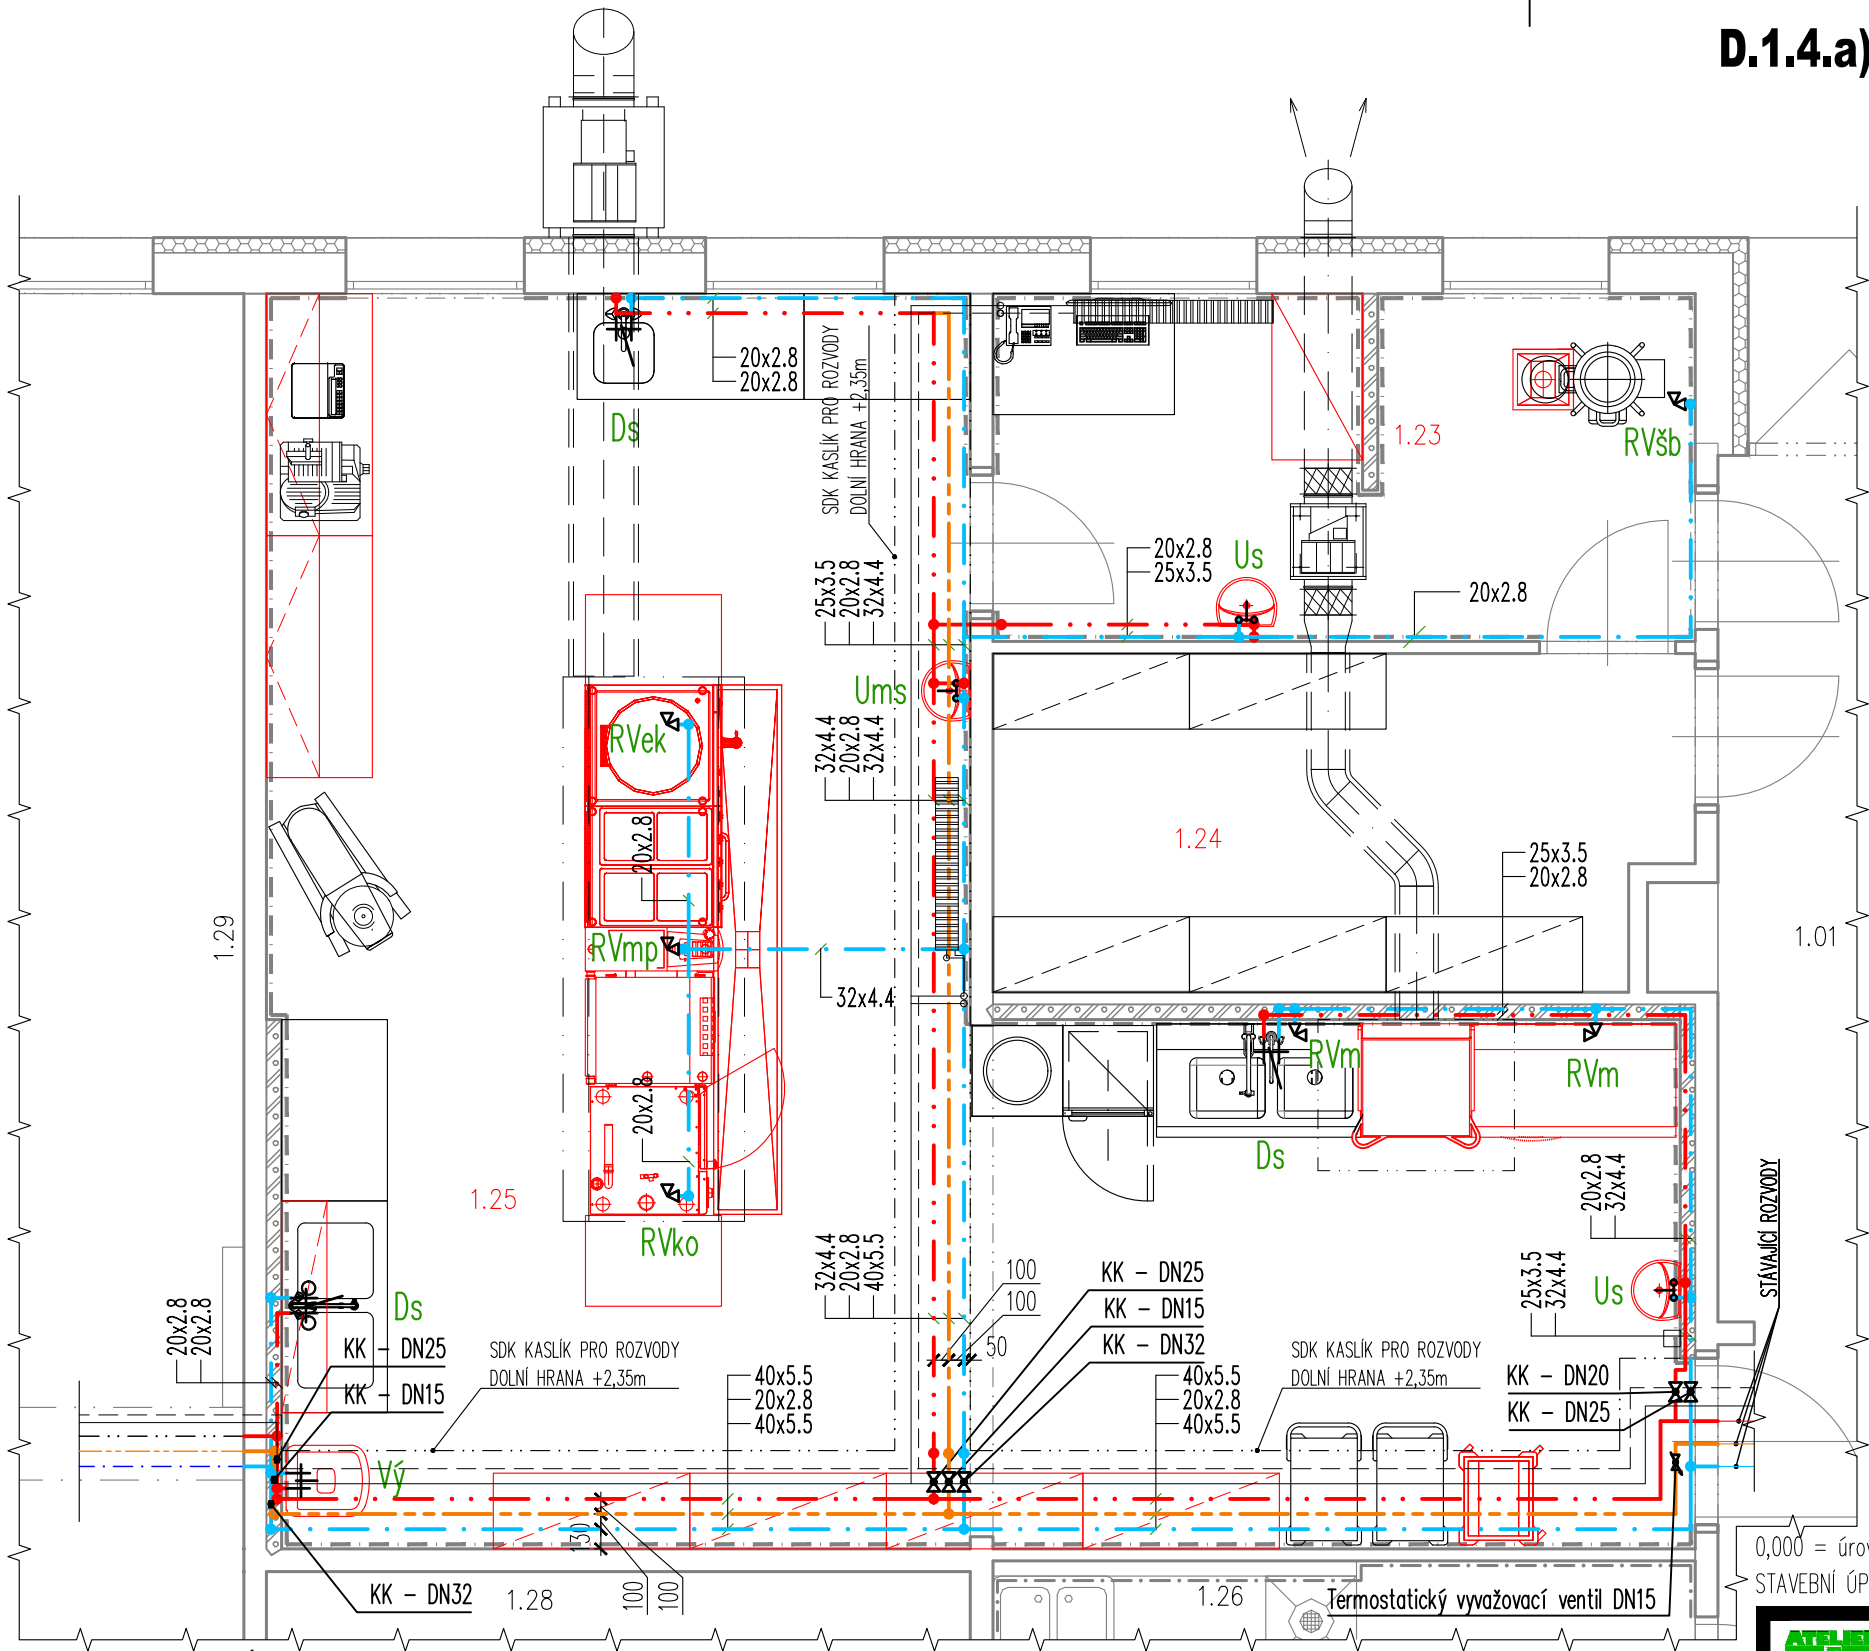 D.1.4.a)
20x2.8
20x2.8
SDK KASLÍK PRO ROZVODY
DOLNÍ HRANA +2,35m
Ds
1.23
RVšb
25x3.5
20x2.8
32x4.4
20x2.8
25x3.5
Us
20x2.8
Ums
RVek
32x4.4
20x2.8
32x4.4
20x2.8
1.24
25x3.5
20x2.8
1.29
RVmp
32x4.4
1.01
RVm
RVm
20x2.8
Ds
1.25
RVko
20x2.8
32x4.4
STÁVAJÍCÍ ROZVODY
32x4.4
20x2.8
40x5.5
100
100
50
KK - DN25
KK - DN15
KK - DN32
Us
25x3.5
32x4.4
Ds
20x2.8
20x2.8
KK - DN25
KK - DN15
SDK KASLÍK PRO ROZVODY
DOLNÍ HRANA +2,35m
40x5.5
20x2.8
40x5.5
40x5.5
20x2.8
40x5.5
SDK KASLÍK PRO ROZVODY
DOLNÍ HRANA +2,35m
KK - DN20
KK - DN25
Vý
130
100
100
KK - DN32
1.28
1.26
Termostatický vyvažovací ventil DN15
0,000 = úrov
STAVEBNÍ ÚP
ATELIER